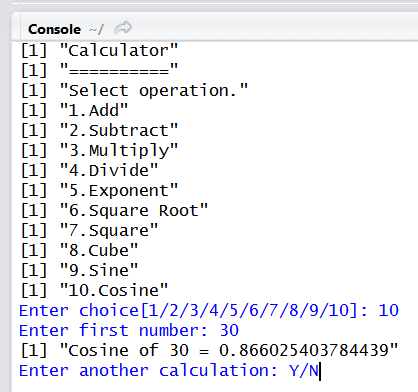 Console ~/
[1] "Calculator"
[1] "=========="
[1] "Select operation."
[1] "1.Add"
[1] "2.Subtract"
[1] "3.Multiply"
[1] "4.Divide"
[1] "5.Exponent"
[1] "6.Square Root"
[1] "7.Square"
[1] "8.Cube"
[1] "9.Sine"
[1] "10.Cosine"
Enter choice[1/2/3/4/5/6/7/8/9/10]: 10
Enter first number: 30
[1] "Cosine of 30 = 0.866025403784439"
Enter another calculation: Y/N